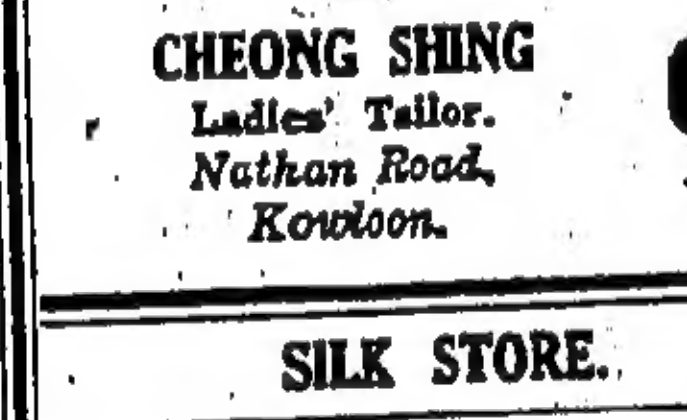 CHEONG SHING
Ladies' Tailor.
Nathan Road,
Kowloon.
SILK STORE.